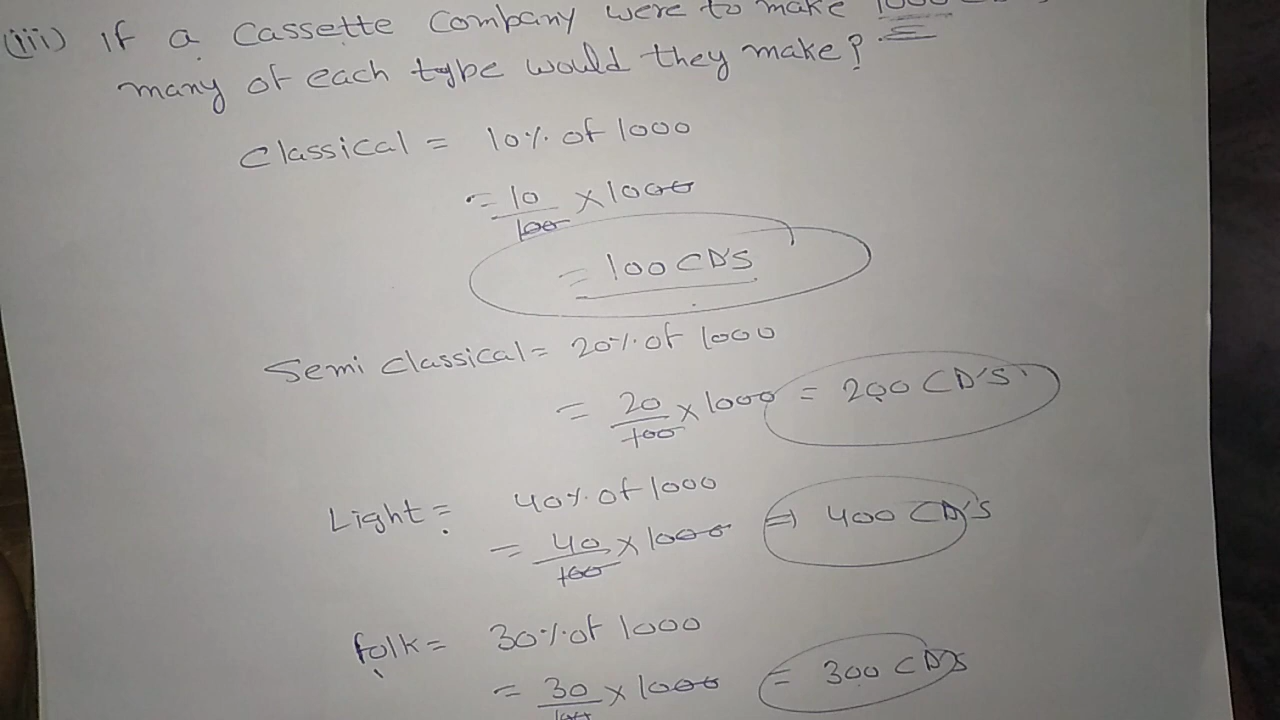 (iii) If a Cassette Company were to make 1000
many of each type would they make?
Classical = 10% of 1000
= 10/100 × 1000
= 100 CD'S
Semi classical = 20% of 1000
= 20/100 × 1000 = 200 CD'S
Light = 40% of 1000
= 40/100 × 1000 ⇒ 400 CD'S
folk = 30% of 1000
= 30/100 × 1000 = 300 CD'S